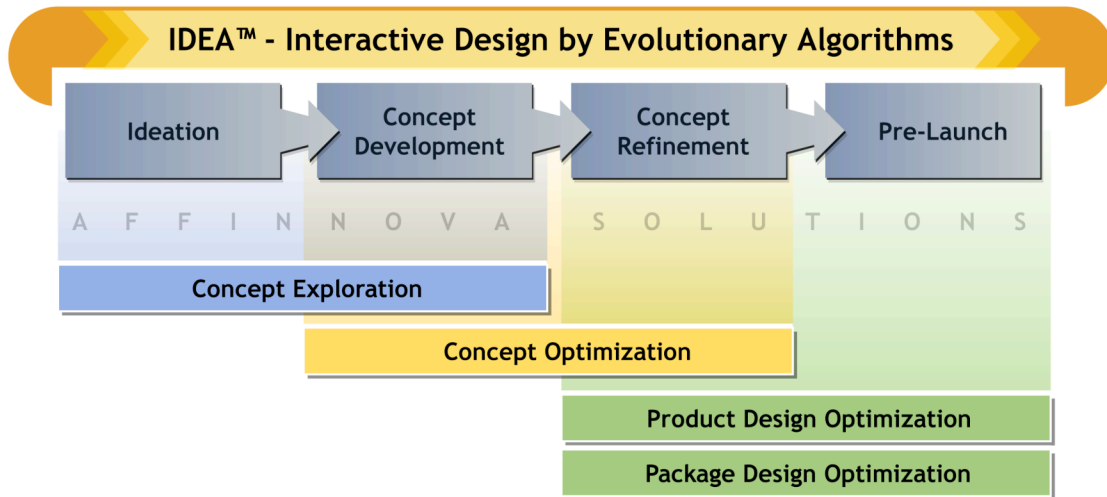 IDEA™ - Interactive Design by Evolutionary Algorithms
Ideation
Concept
Development
Concept
Refinement
Pre-Launch
A F F I N N O V A S O L U T I O N S
Concept Exploration
Concept Optimization
Product Design Optimization
Package Design Optimization